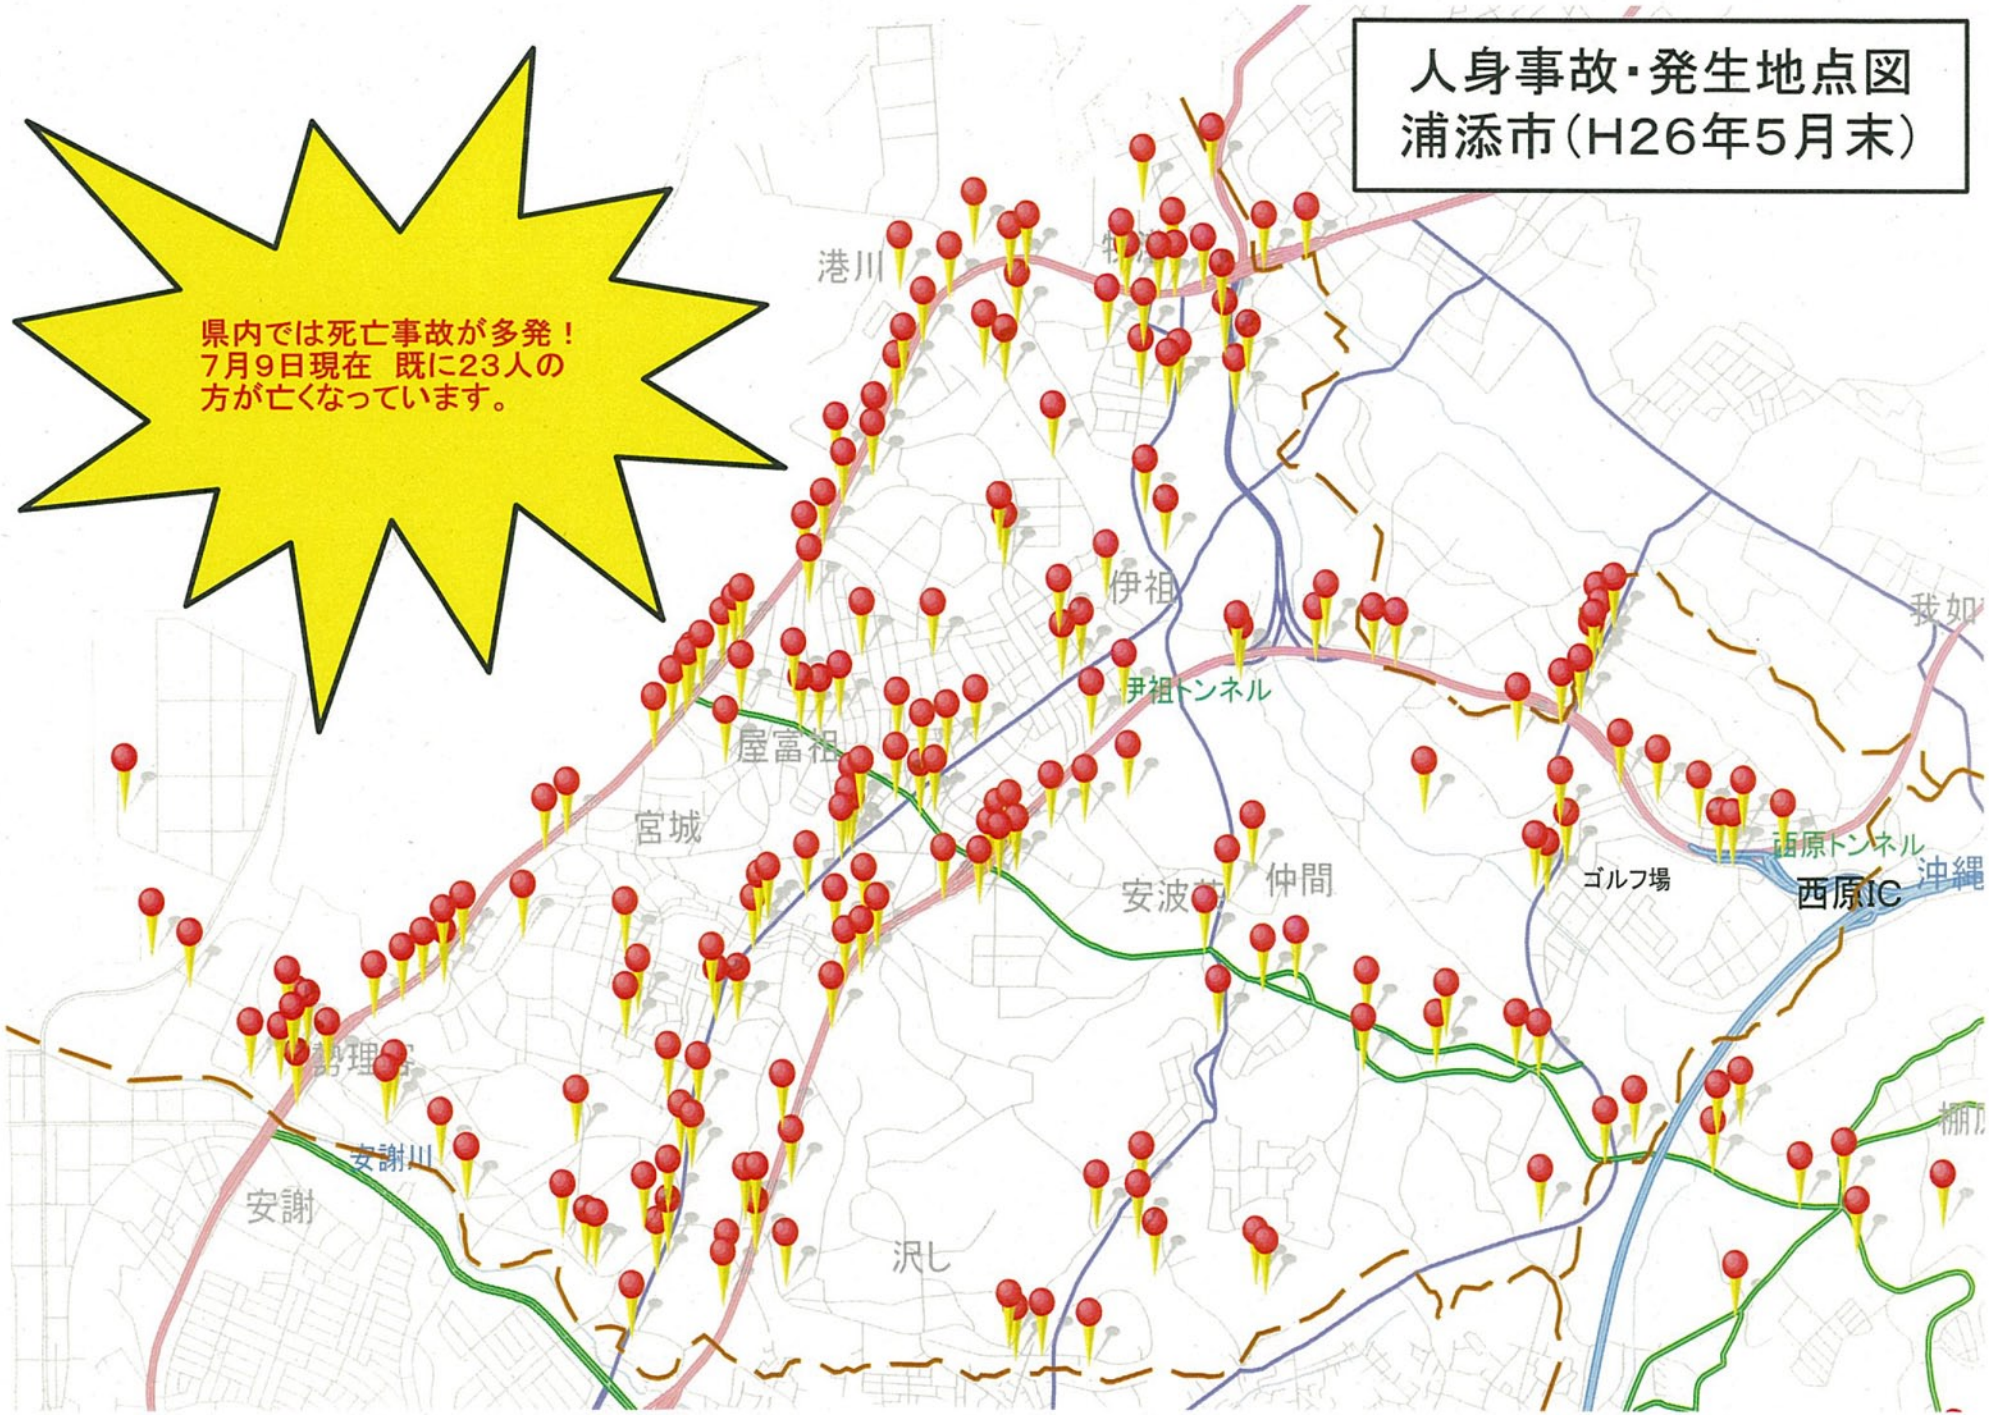 人身事故・発生地点図
浦添市(H26年5月末)
県内では死亡事故が多発!
7月9日現在 既に23人の
方が亡くなっています。
港川
伊祖
我如
伊祖トンネル
屋富祖
宮城
西原トンネル
沖縄
ゴルフ場
西原IC
仲間
安波
勢理客
安謝川
安謝
沢し